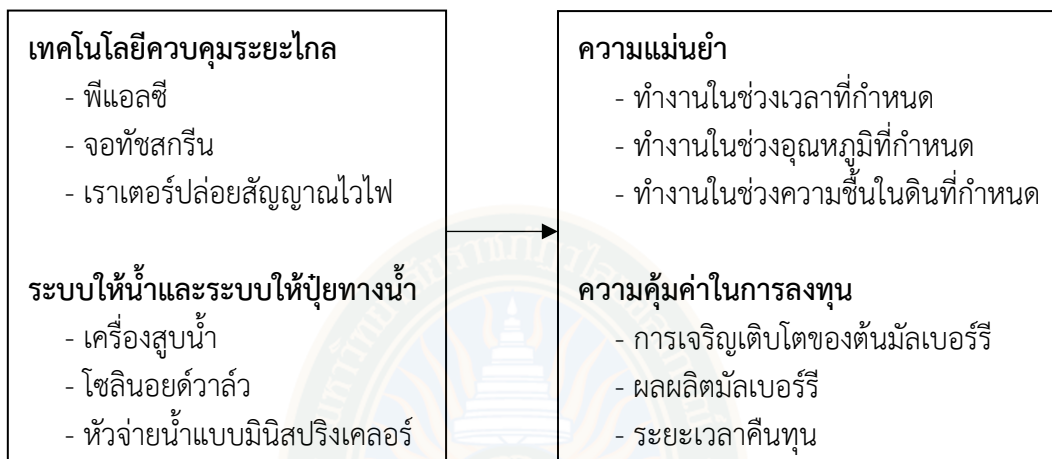 เทคโนโลยีควบคุมระยะไกล
- พีแอลซี
- จอทัชสกรีน
- เราเตอร์ปล่อยสัญญาณไวไฟ
ระบบให้น้ำและระบบให้ปุ๋ยทางน้ำ
- เครื่องสูบน้ำ
- โซลินอยด์วาล์ว
- หัวจ่ายน้ำแบบมินิสปริงเคลอร์
ความแม่นยำ
- ทำงานในช่วงเวลาที่กำหนด
- ทำงานในช่วงอุณหภูมิที่กำหนด
- ทำงานในช่วงความชื้นในดินที่กำหนด
ความคุ้มค่าในการลงทุน
- การเจริญเติบโตของต้นมัลเบอร์รี
- ผลผลิตมัลเบอร์รี
- ระยะเวลาคืนทุน